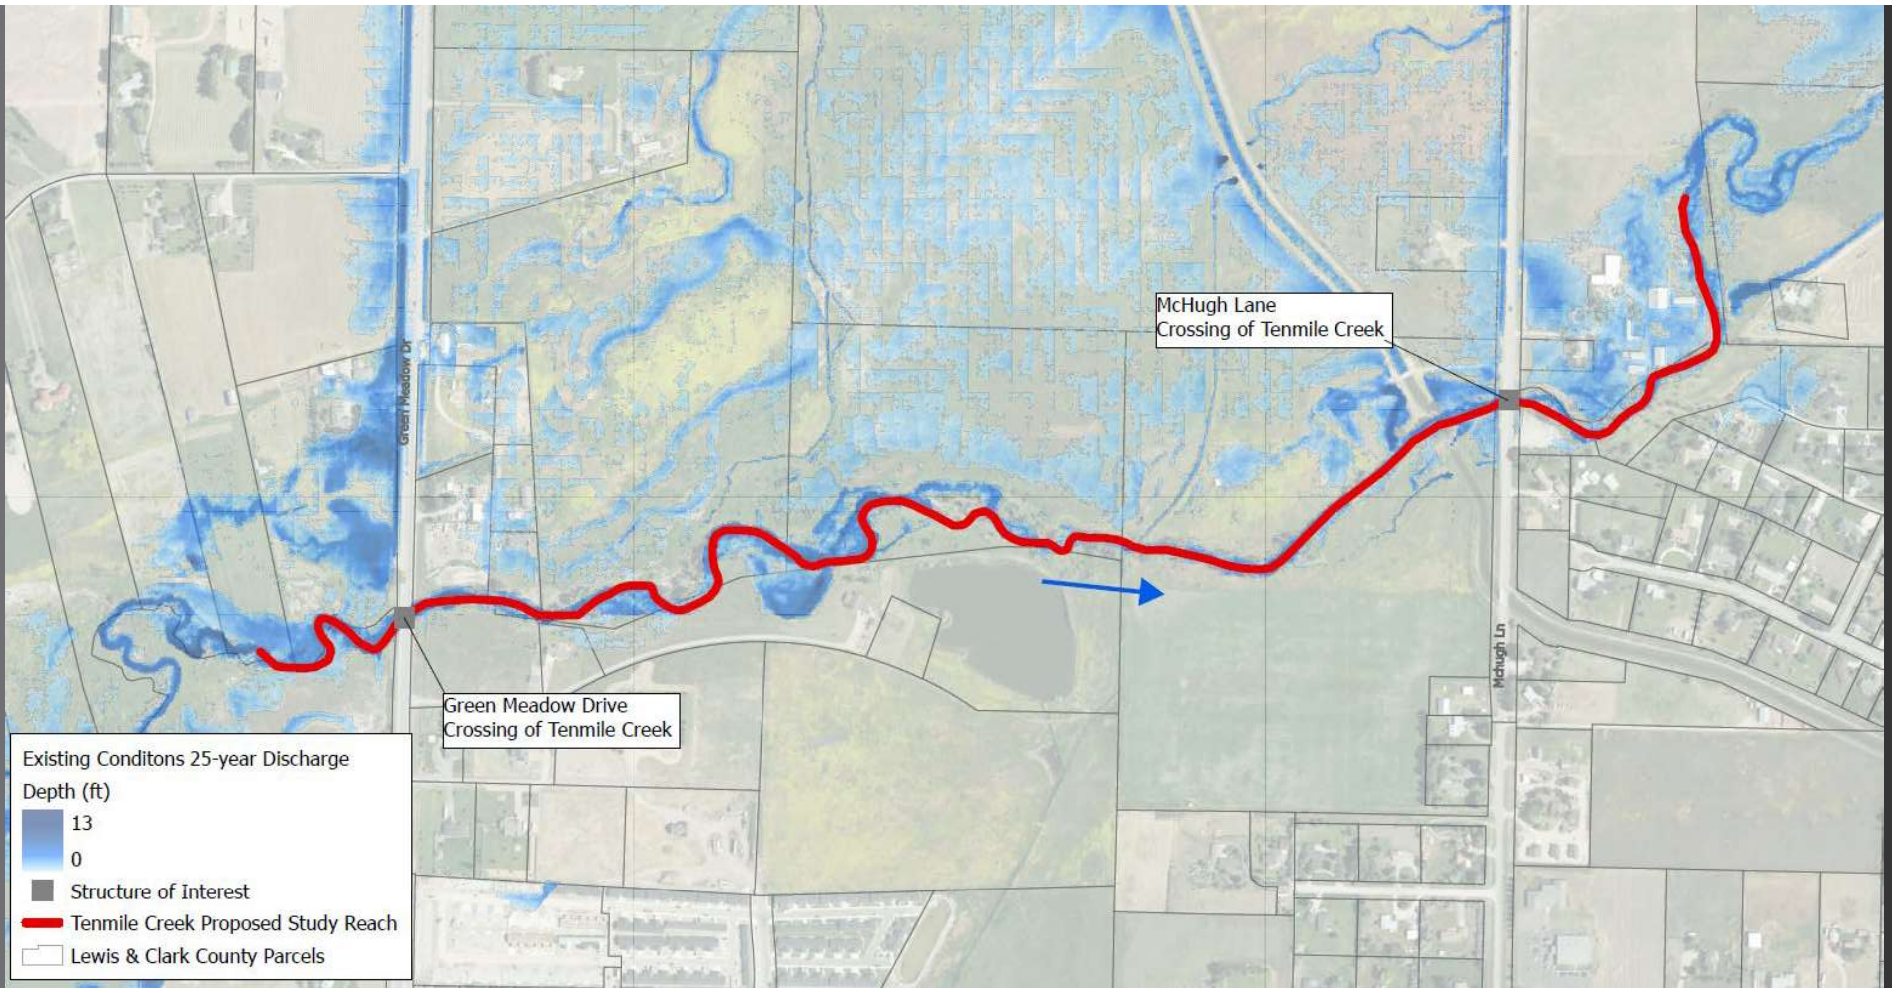 McHugh Lane
Crossing of Tenmile Creek
Green Meadow Dr
Mchugh Ln
Green Meadow Drive
Crossing of Tenmile Creek
Existing Conditons 25-year Discharge
Depth (ft)
13
0
Structure of Interest
Tenmile Creek Proposed Study Reach
Lewis & Clark County Parcels